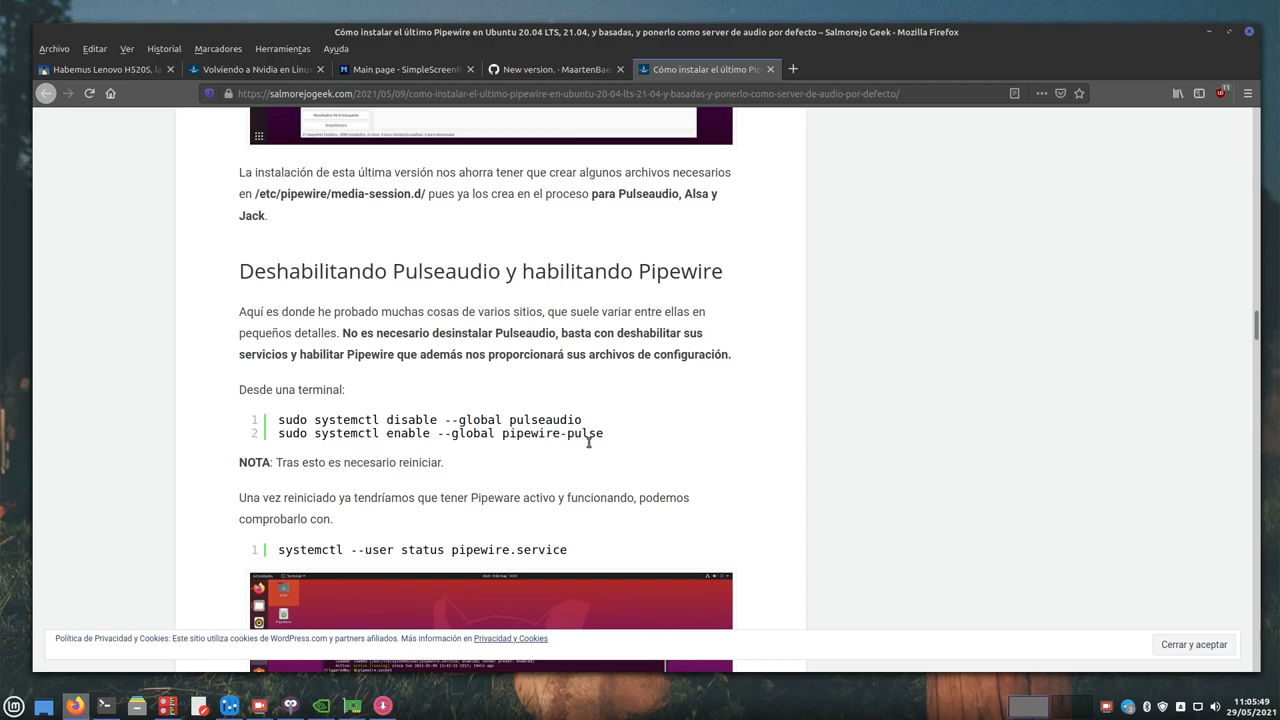 Cómo instalar el último Pipewire en Ubuntu 20.04 LTS, 21.04, y basadas, y ponerlo como server de audio por defecto – Salmorejo Geek - Mozilla Firefox
Archivo Editar Ver Historial Marcadores Herramientas Ayuda
Habemus Lenovo H520S, la
Volviendo a Nvidia en Linux
Main page - SimpleScreenR
New version. · MaartenBae
Cómo instalar el último Pip
https://salmorejogeek.com/2021/05/09/como-instalar-el-ultimo-pipewire-en-ubuntu-20-04-lts-21-04-y-basadas-y-ponerlo-como-server-de-audio-por-defecto/
Resultados de la búsqueda
Arquitectura
La instalación de esta última versión nos ahorra tener que crear algunos archivos necesarios
en /etc/pipewire/media-session.d/ pues ya los crea en el proceso para Pulseaudio, Alsa y
Jack.
Deshabilitando Pulseaudio y habilitando Pipewire
Aquí es donde he probado muchas cosas de varios sitios, que suele variar entre ellas en
pequeños detalles. No es necesario desinstalar Pulseaudio, basta con deshabilitar sus
servicios y habilitar Pipewire que además nos proporcionará sus archivos de configuración.
Desde una terminal:
1 sudo systemctl disable --global pulseaudio
2 sudo systemctl enable --global pipewire-pulse
NOTA: Tras esto es necesario reiniciar.
Una vez reiniciado ya tendríamos que tener Pipeware activo y funcionando, podemos
comprobarlo con.
1 systemctl --user status pipewire.service
Política de Privacidad y Cookies: Este sitio utiliza cookies de WordPress.com y partners afiliados. Más información en Privacidad y Cookies
Cerrar y aceptar
11:05:49
29/05/2021